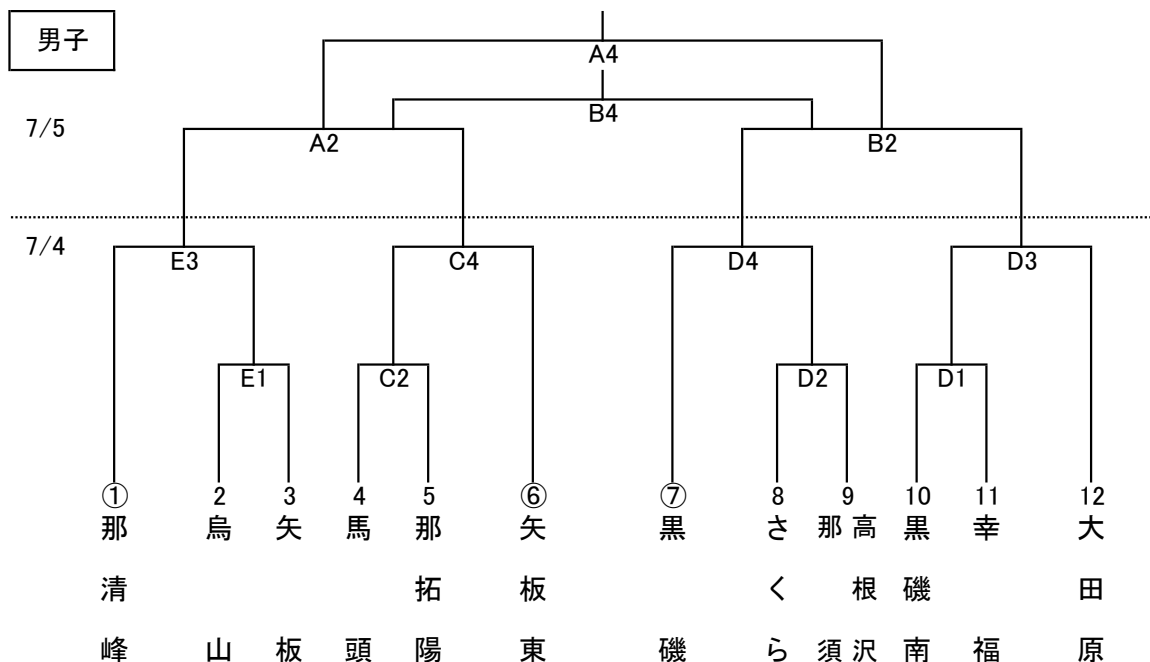 男子
A4
B4
7/5
A2 B2
7/4
E3 C4 D4 D3
E1 C2 D2 D1
① 2 3 4 5 ⑥ ⑦ 8 9 10 11 12
那清峰
烏山
矢板
馬頭
那拓陽
矢板東
黒磯
さくら
那須
高根沢
黒磯南
幸福
大田原